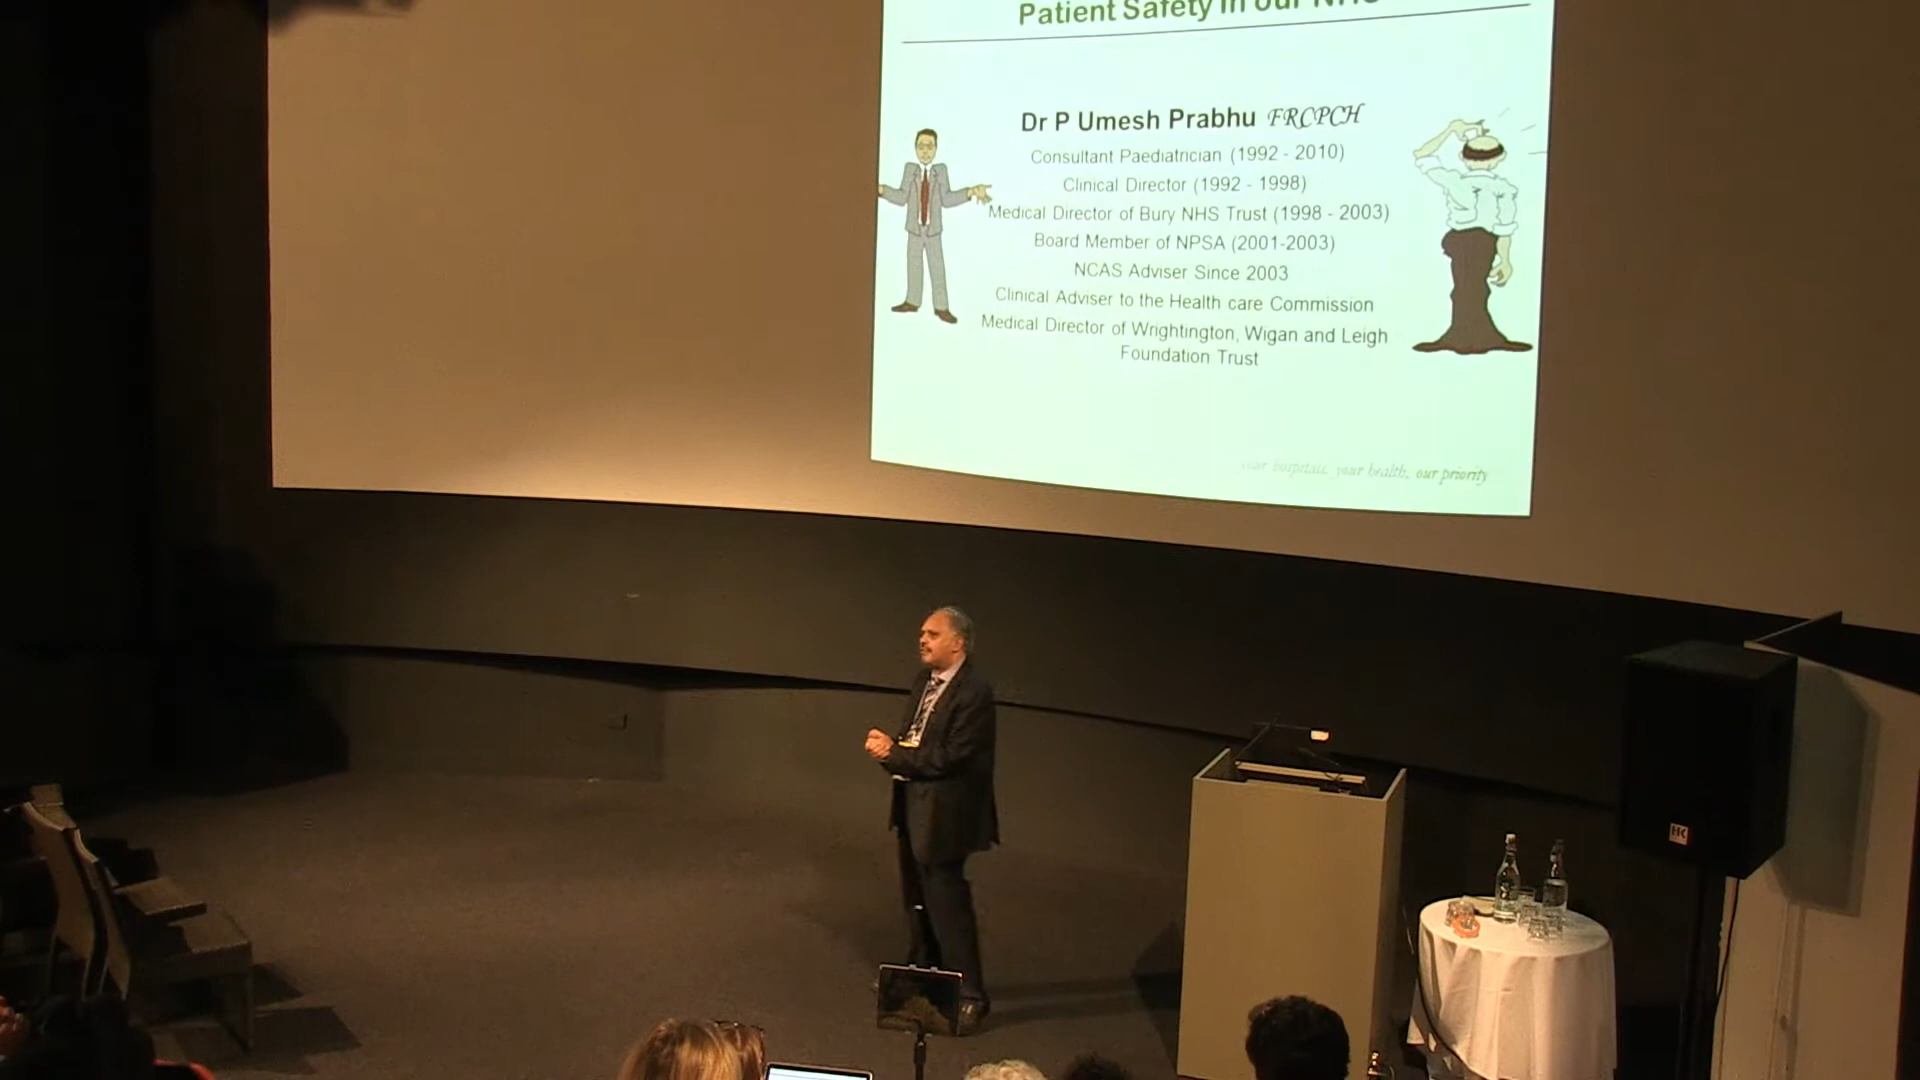 Patient Safety in our NHS
Dr P Umesh Prabhu FRCPCH
Consultant Paediatrician (1992 - 2010)
Clinical Director (1992 - 1998)
Medical Director of Bury NHS Trust (1998 - 2003)
Board Member of NPSA (2001-2003)
NCAS Adviser Since 2003
Clinical Adviser to the Health care Commission
Medical Director of Wrightington, Wigan and Leigh
Foundation Trust
your hospitals, your health, our priority
HK